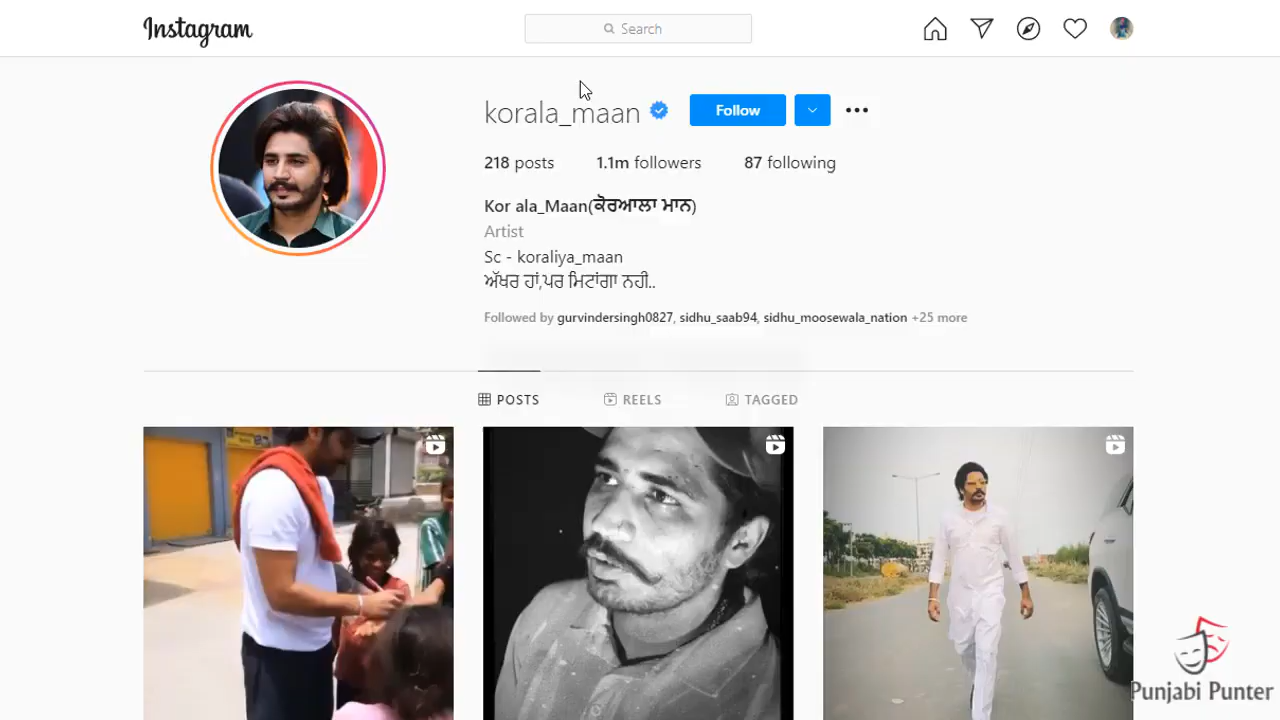 Instagram
Search
korala_maan
Follow
218 posts 1.1m followers 87 following
Kor ala_Maan(ਕੋਰਆਲਾ ਮਾਨ)
Artist
Sc - koraliya_maan
ਅੱਖਰ ਹਾਂ,ਪਰ ਮਿਟਾਂਗਾ ਨਹੀ..
Followed by gurvindersingh0827, sidhu_saab94, sidhu_moosewala_nation +25 more
POSTS REELS TAGGED
Punjabi Punter